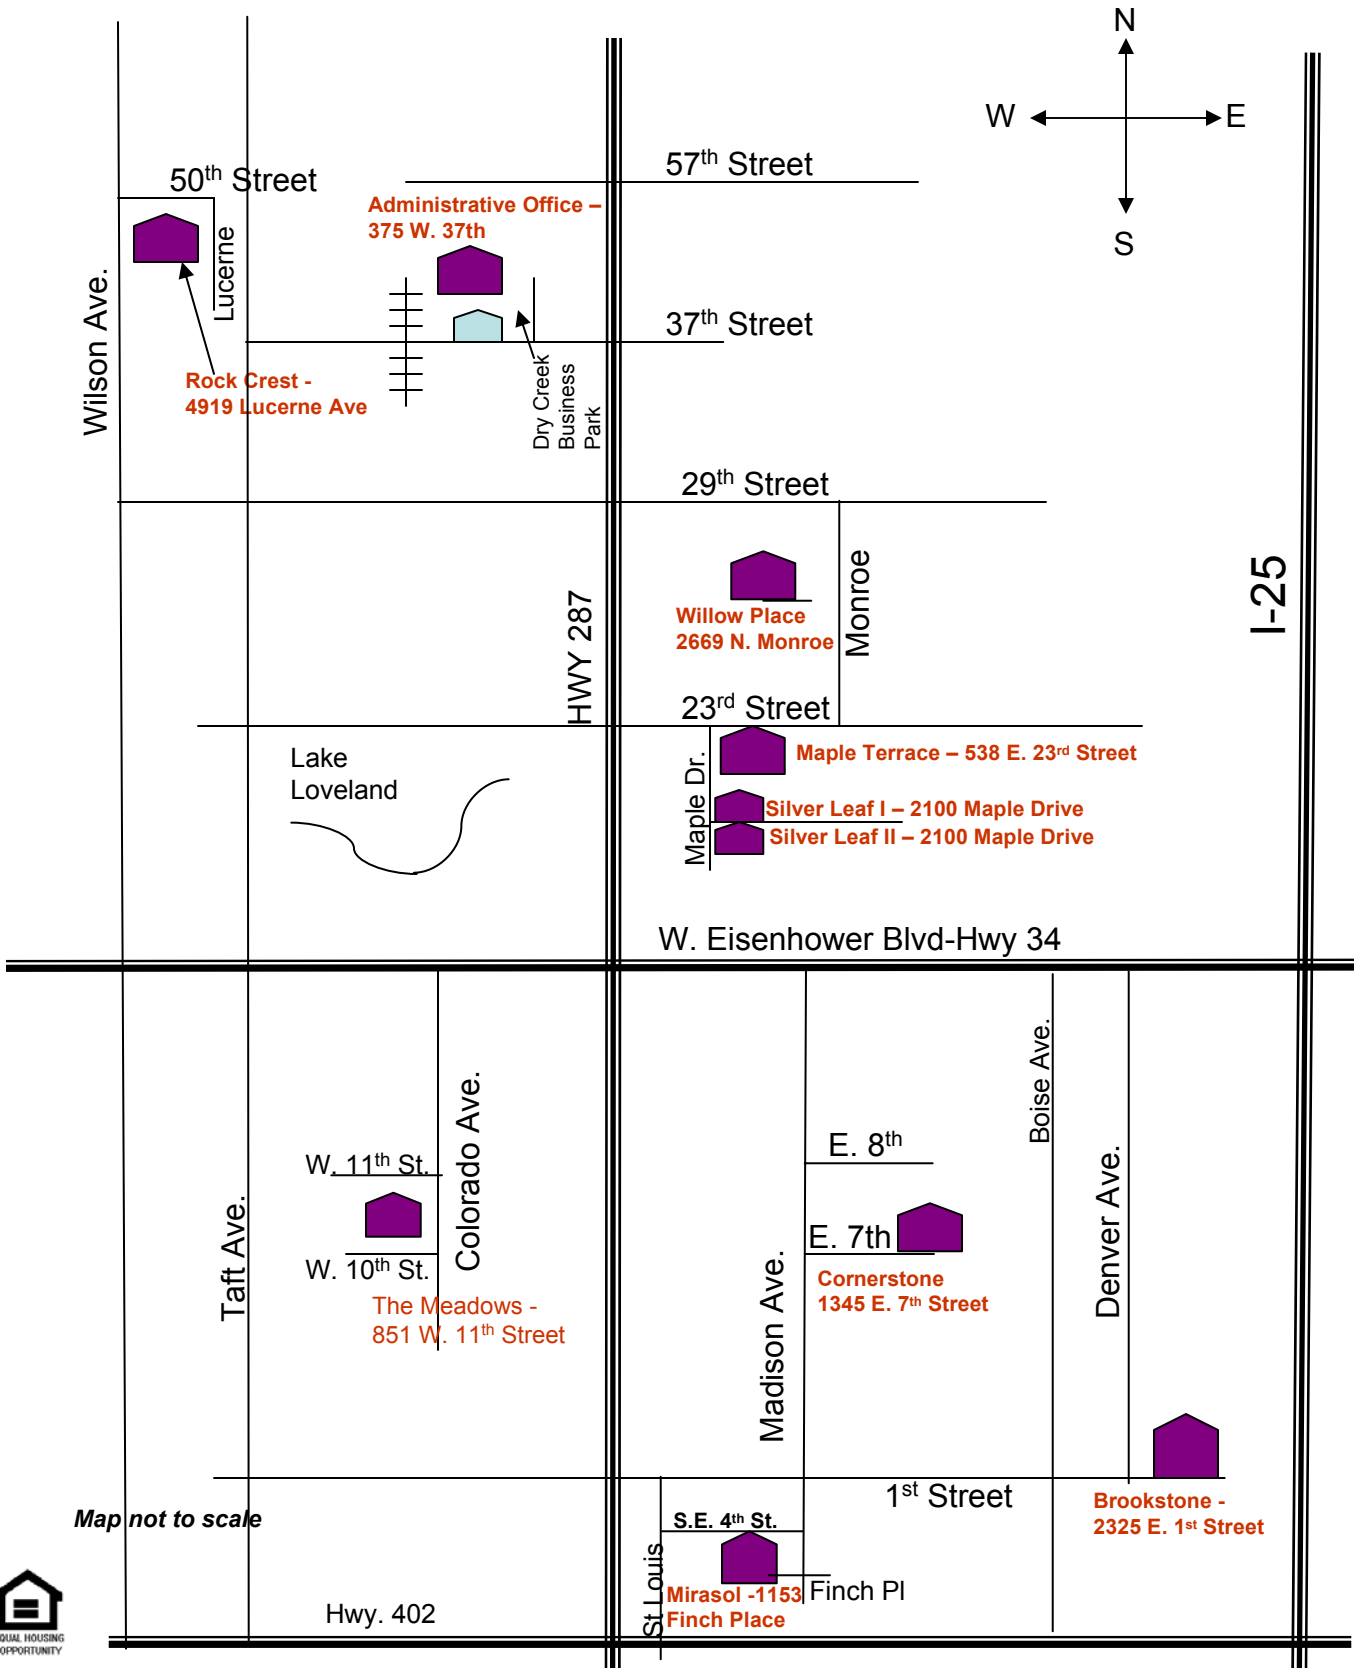 N
W E
S
57th Street
50th Street
Administrative Office –
375 W. 37th
Lucerne
Wilson Ave.
37th Street
Rock Crest -
4919 Lucerne Ave
Dry Creek
Business
Park
29th Street
I-25
HWY 287
Monroe
Willow Place
2669 N. Monroe
23rd Street
Lake
Loveland
Maple Dr.
Maple Terrace – 538 E. 23rd Street
Silver Leaf I – 2100 Maple Drive
Silver Leaf II – 2100 Maple Drive
W. Eisenhower Blvd-Hwy 34
Boise Ave.
Colorado Ave.
E. 8th
W. 11th St.
Denver Ave.
Taft Ave.
E. 7th
Madison Ave.
W. 10th St.
Cornerstone
1345 E. 7th Street
The Meadows -
851 W. 11th Street
1st Street
Brookstone -
2325 E. 1st Street
Map not to scale
S.E. 4th St.
St Louis
Mirasol -1153
Finch Place
Finch Pl
Hwy. 402
QUAL HOUSING
OPPORTUNITY